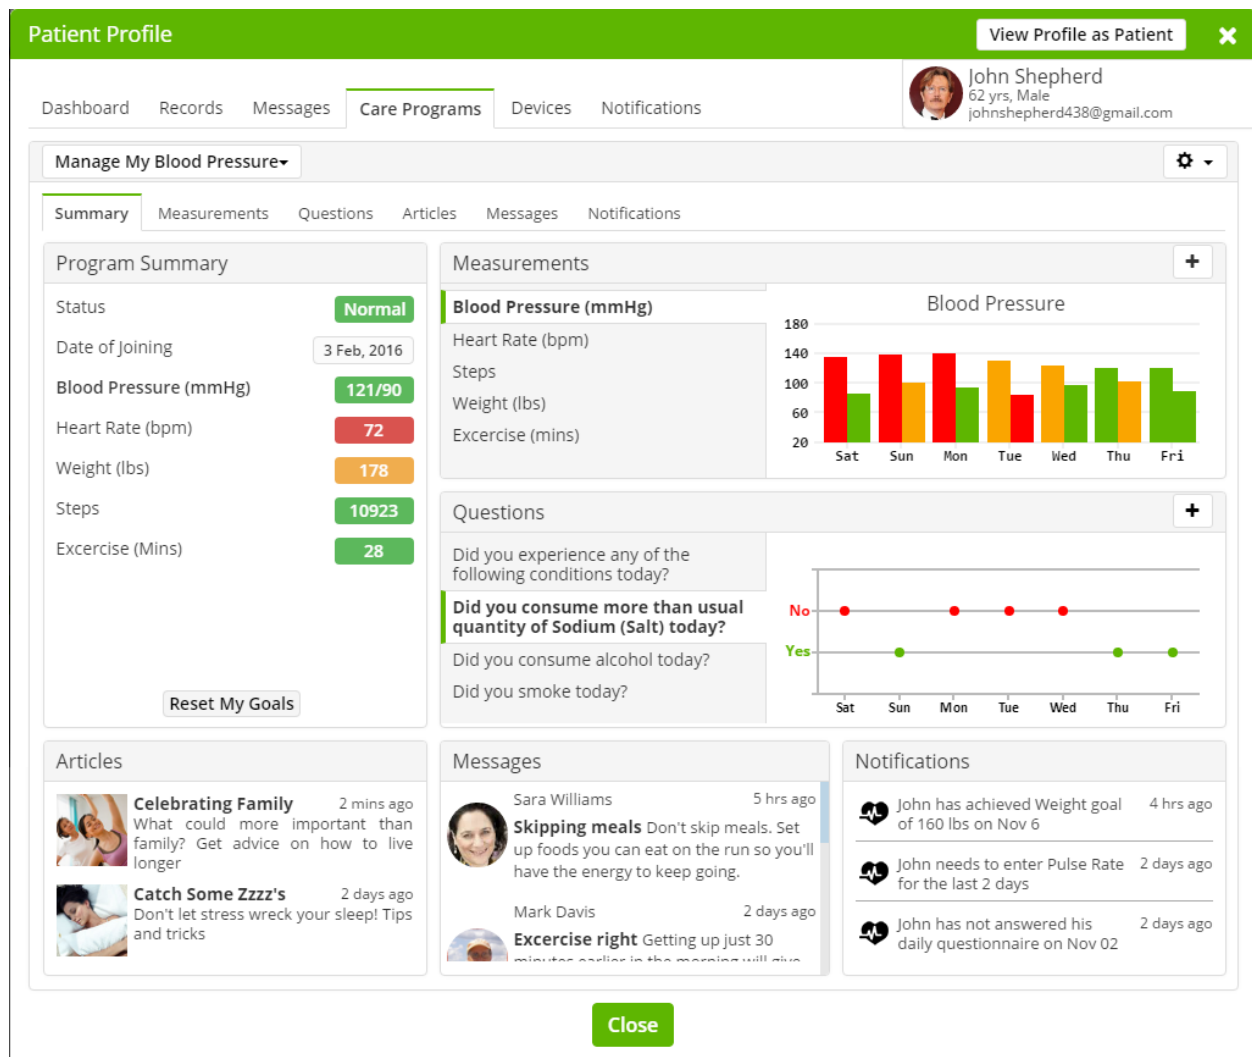 Patient Profile
View Profile as Patient
John Shepherd
62 yrs, Male
johnshepherd438@gmail.com
Dashboard Records Messages Care Programs Devices Notifications
Manage My Blood Pressure
Summary Measurements Questions Articles Messages Notifications
Program Summary
Status Normal
Date of Joining 3 Feb, 2016
Blood Pressure (mmHg) 121/90
Heart Rate (bpm) 72
Weight (lbs) 178
Steps 10923
Excercise (Mins) 28
Reset My Goals
Measurements
Blood Pressure (mmHg)
Heart Rate (bpm)
Steps
Weight (lbs)
Excercise (mins)
Blood Pressure
180
140
100
60
20
Sat Sun Mon Tue Wed Thu Fri
Questions
Did you experience any of the
following conditions today?
Did you consume more than usual
quantity of Sodium (Salt) today?
Did you consume alcohol today?
Did you smoke today?
No
Yes
Sat Sun Mon Tue Wed Thu Fri
Articles
Celebrating Family 2 mins ago
What could more important than
family? Get advice on how to live
longer
Catch Some Zzzz's 2 days ago
Don't let stress wreck your sleep! Tips
and tricks
Messages
Sara Williams 5 hrs ago
Skipping meals Don't skip meals. Set
up foods you can eat on the run so you'll
have the energy to keep going.
Mark Davis 2 days ago
Excercise right Getting up just 30
minutes earlier in the morning will give
Notifications
John has achieved Weight goal 4 hrs ago
of 160 lbs on Nov 6
John needs to enter Pulse Rate 2 days ago
for the last 2 days
John has not answered his 2 days ago
daily questionnaire on Nov 02
Close